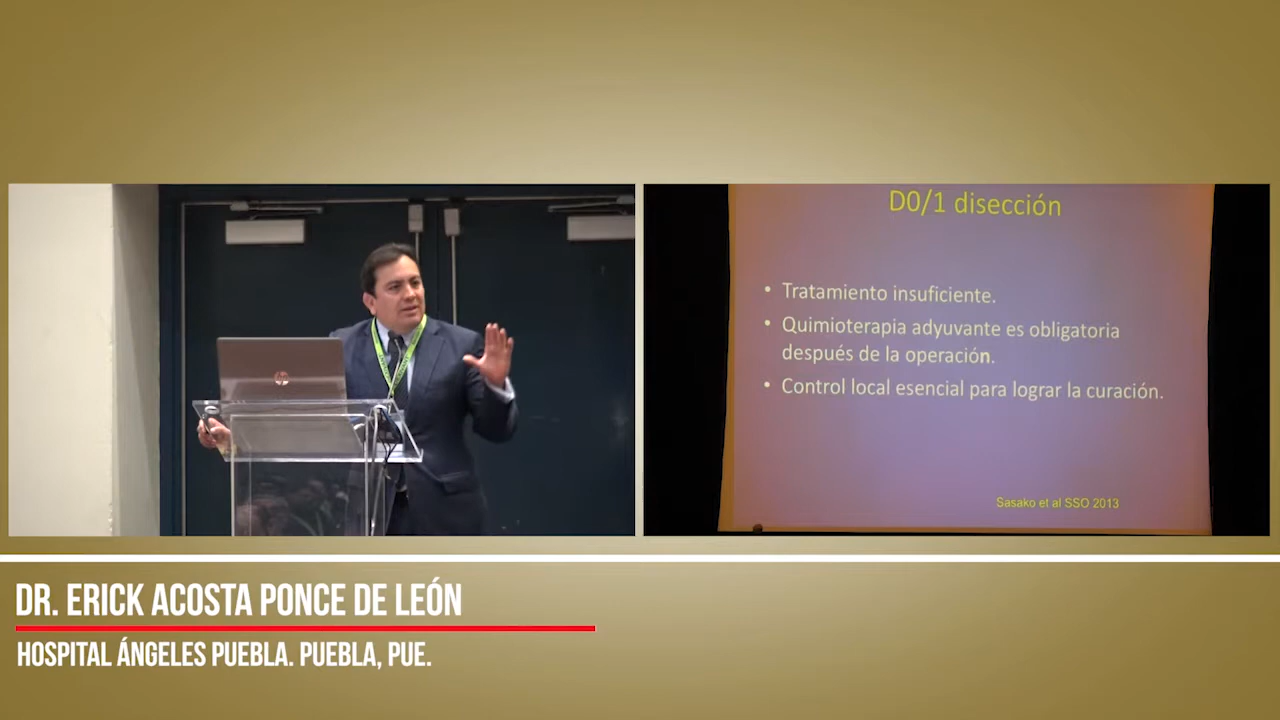 D0/1 disección
• Tratamiento insuficiente.
• Quimioterapia adyuvante es obligatoria
después de la operación.
• Control local esencial para lograr la curación.
Sasako et al SSO 2013
DR. ERICK ACOSTA PONCE DE LEÓN
HOSPITAL ÁNGELES PUEBLA. PUEBLA, PUE.